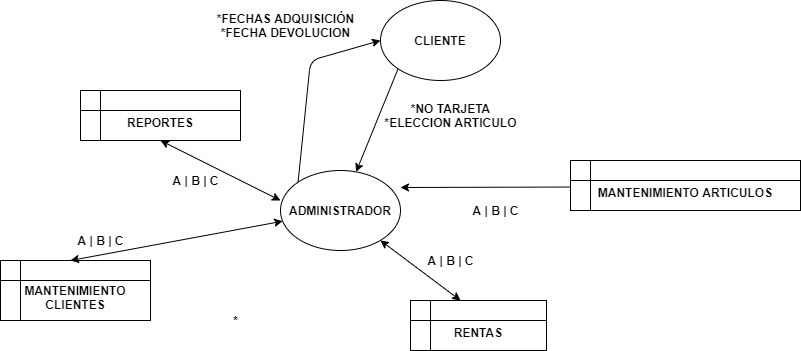 *FECHAS ADQUISICIÓN
*FECHA DEVOLUCION
CLIENTE
*NO TARJETA
*ELECCION ARTICULO
REPORTES
A | B | C
ADMINISTRADOR
MANTENIMIENTO ARTICULOS
A | B | C
A | B | C
MANTENIMIENTO
CLIENTES
A | B | C
*
RENTAS